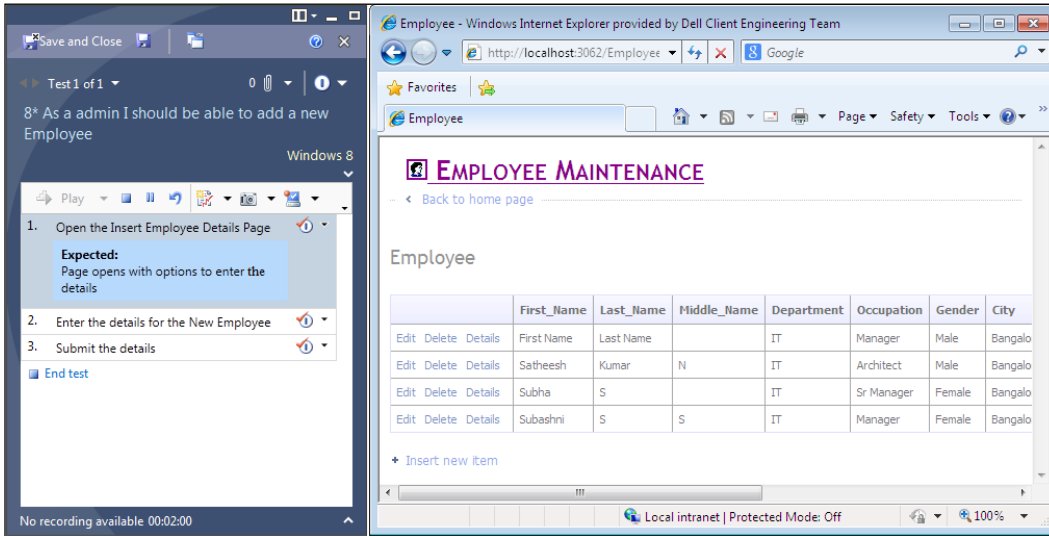 Save and Close
Test 1 of 1
0
8* As a admin I should be able to add a new
Employee
Windows 8
Play
1. Open the Insert Employee Details Page
Expected:
Page opens with options to enter the
details
2. Enter the details for the New Employee
3. Submit the details
End test
No recording available 00:02:00
Employee - Windows Internet Explorer provided by Dell Client Engineering Team
http://localhost:3062/Employee
Google
Favorites
Employee
Page Safety Tools
EMPLOYEE MAINTENANCE
Back to home page
Employee
First_Name Last_Name Middle_Name Department Occupation Gender City
Edit Delete Details First Name Last Name IT Manager Male Bangalo
Edit Delete Details Satheesh Kumar N IT Architect Male Bangalo
Edit Delete Details Subha S IT Sr Manager Female Bangalo
Edit Delete Details Subashni S S IT Manager Female Bangalo
Insert new item
Local intranet | Protected Mode: Off
100%